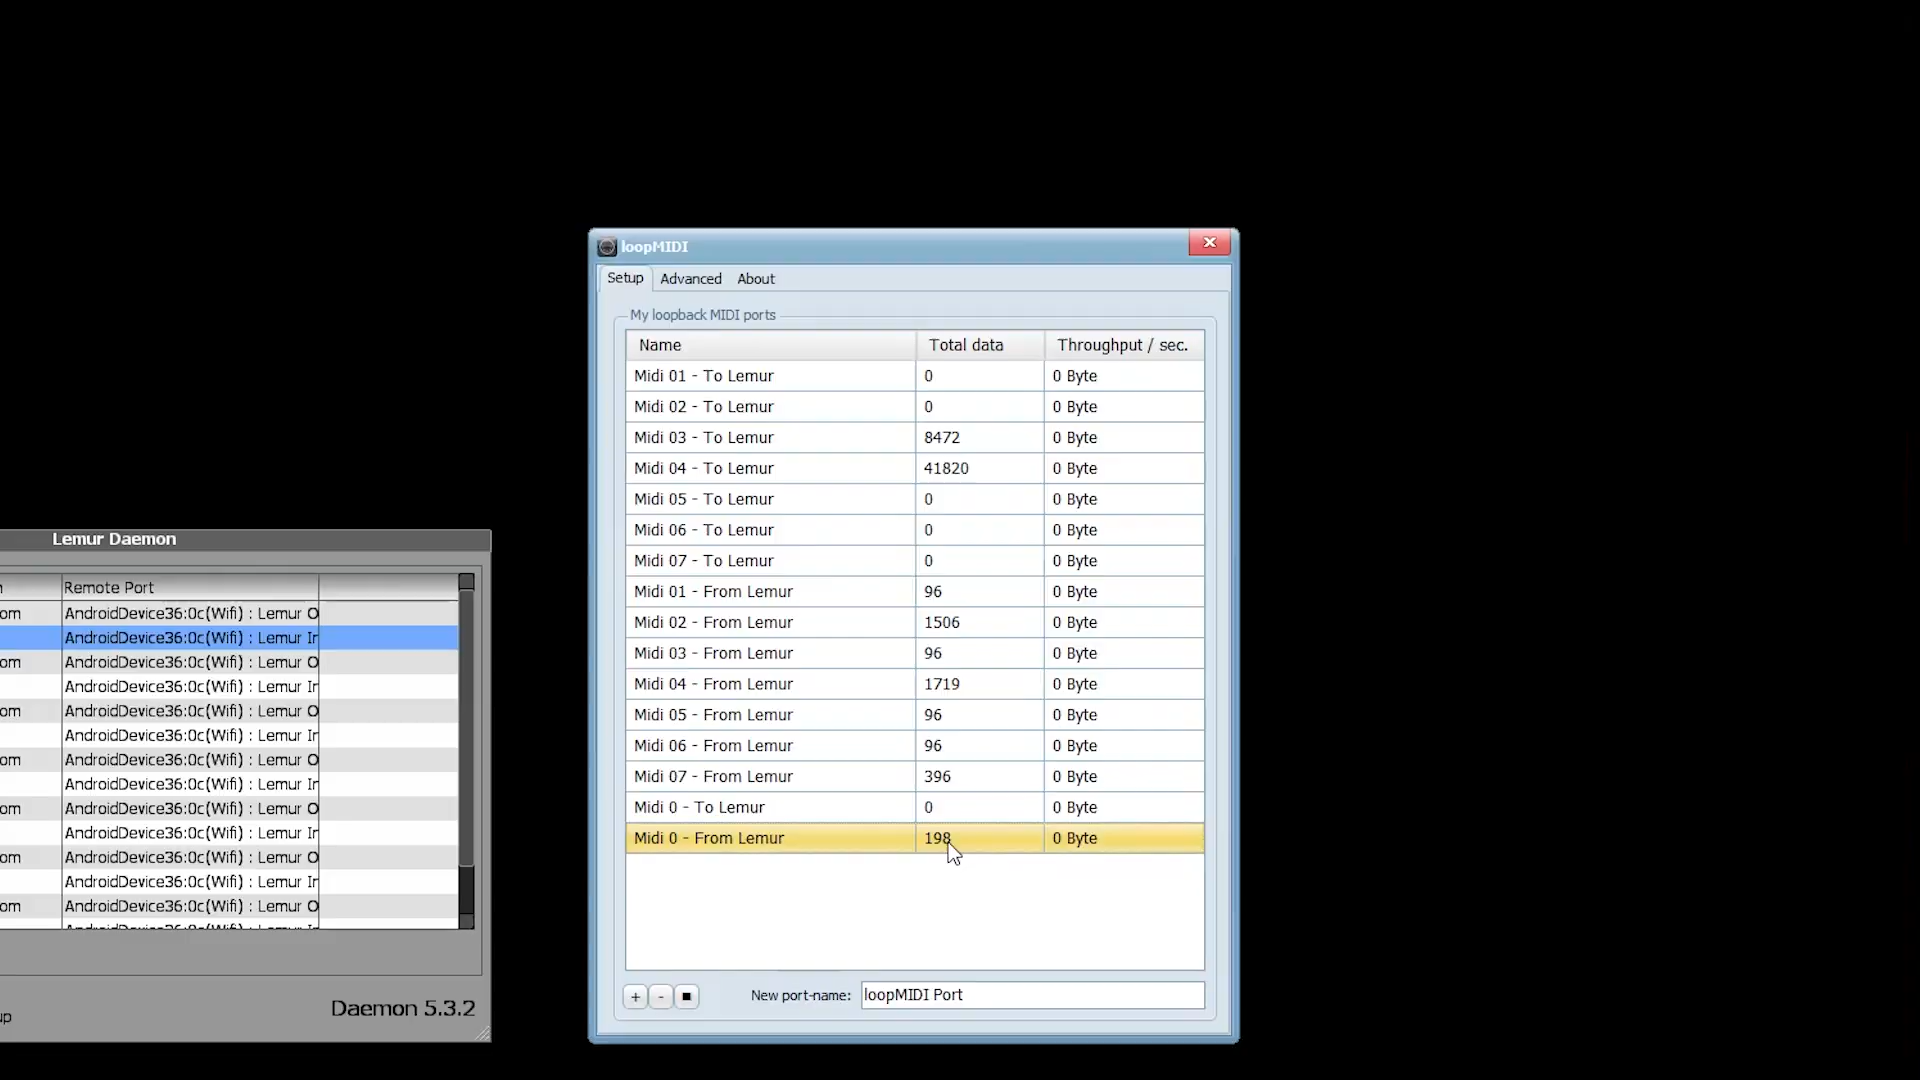 loopMIDI
Setup Advanced About
My loopback MIDI ports
Name Total data Throughput / sec.
Midi 01 - To Lemur 0 0 Byte
Midi 02 - To Lemur 0 0 Byte
Midi 03 - To Lemur 8472 0 Byte
Midi 04 - To Lemur 41820 0 Byte
Midi 05 - To Lemur 0 0 Byte
Midi 06 - To Lemur 0 0 Byte
Midi 07 - To Lemur 0 0 Byte
Midi 01 - From Lemur 96 0 Byte
Midi 02 - From Lemur 1506 0 Byte
Midi 03 - From Lemur 96 0 Byte
Midi 04 - From Lemur 1719 0 Byte
Midi 05 - From Lemur 96 0 Byte
Midi 06 - From Lemur 96 0 Byte
Midi 07 - From Lemur 396 0 Byte
Midi 0 - To Lemur 0 0 Byte
Midi 0 - From Lemur 198 0 Byte
+ - New port-name: loopMIDI Port
Lemur Daemon
Remote Port
om AndroidDevice36:0c(Wifi) : Lemur O
AndroidDevice36:0c(Wifi) : Lemur Ir
om AndroidDevice36:0c(Wifi) : Lemur O
AndroidDevice36:0c(Wifi) : Lemur Ir
om AndroidDevice36:0c(Wifi) : Lemur O
AndroidDevice36:0c(Wifi) : Lemur Ir
om AndroidDevice36:0c(Wifi) : Lemur O
AndroidDevice36:0c(Wifi) : Lemur Ir
om AndroidDevice36:0c(Wifi) : Lemur O
AndroidDevice36:0c(Wifi) : Lemur Ir
om AndroidDevice36:0c(Wifi) : Lemur O
AndroidDevice36:0c(Wifi) : Lemur Ir
om AndroidDevice36:0c(Wifi) : Lemur O
Daemon 5.3.2
up